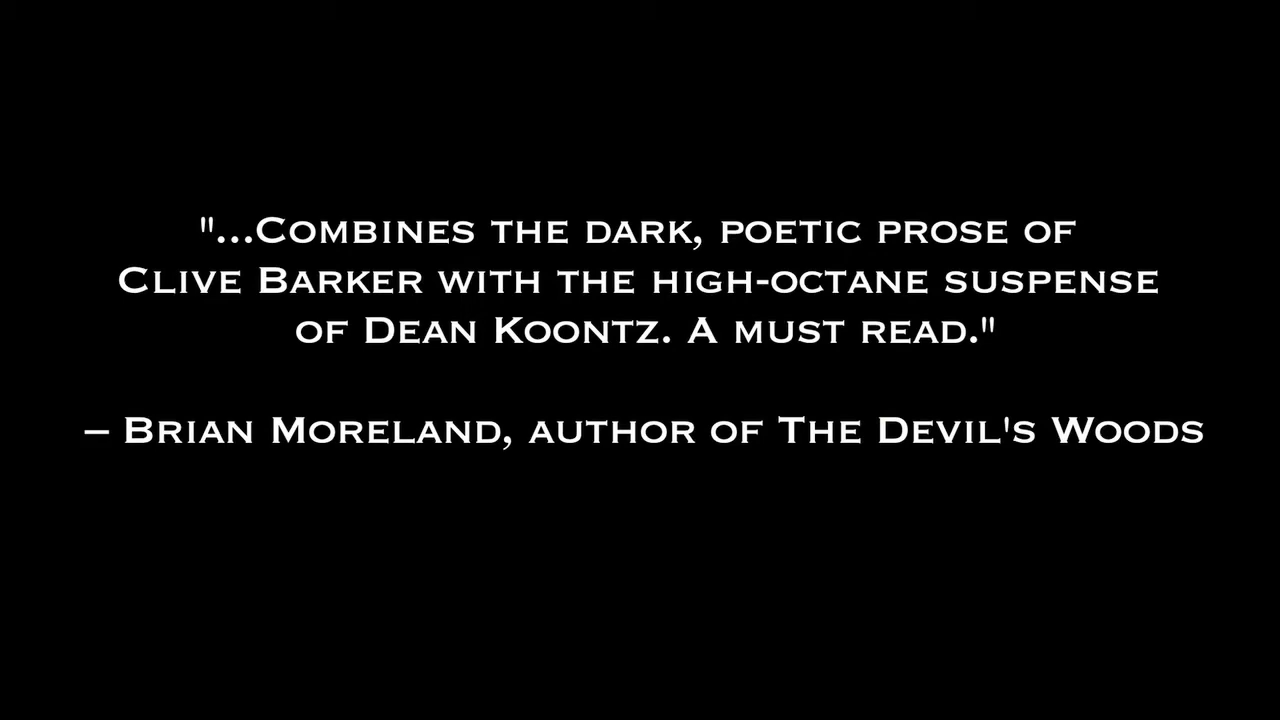 "...Combines the dark, poetic prose of
Clive Barker with the high-octane suspense
of Dean Koontz. A must read."
– Brian Moreland, author of The Devil's Woods